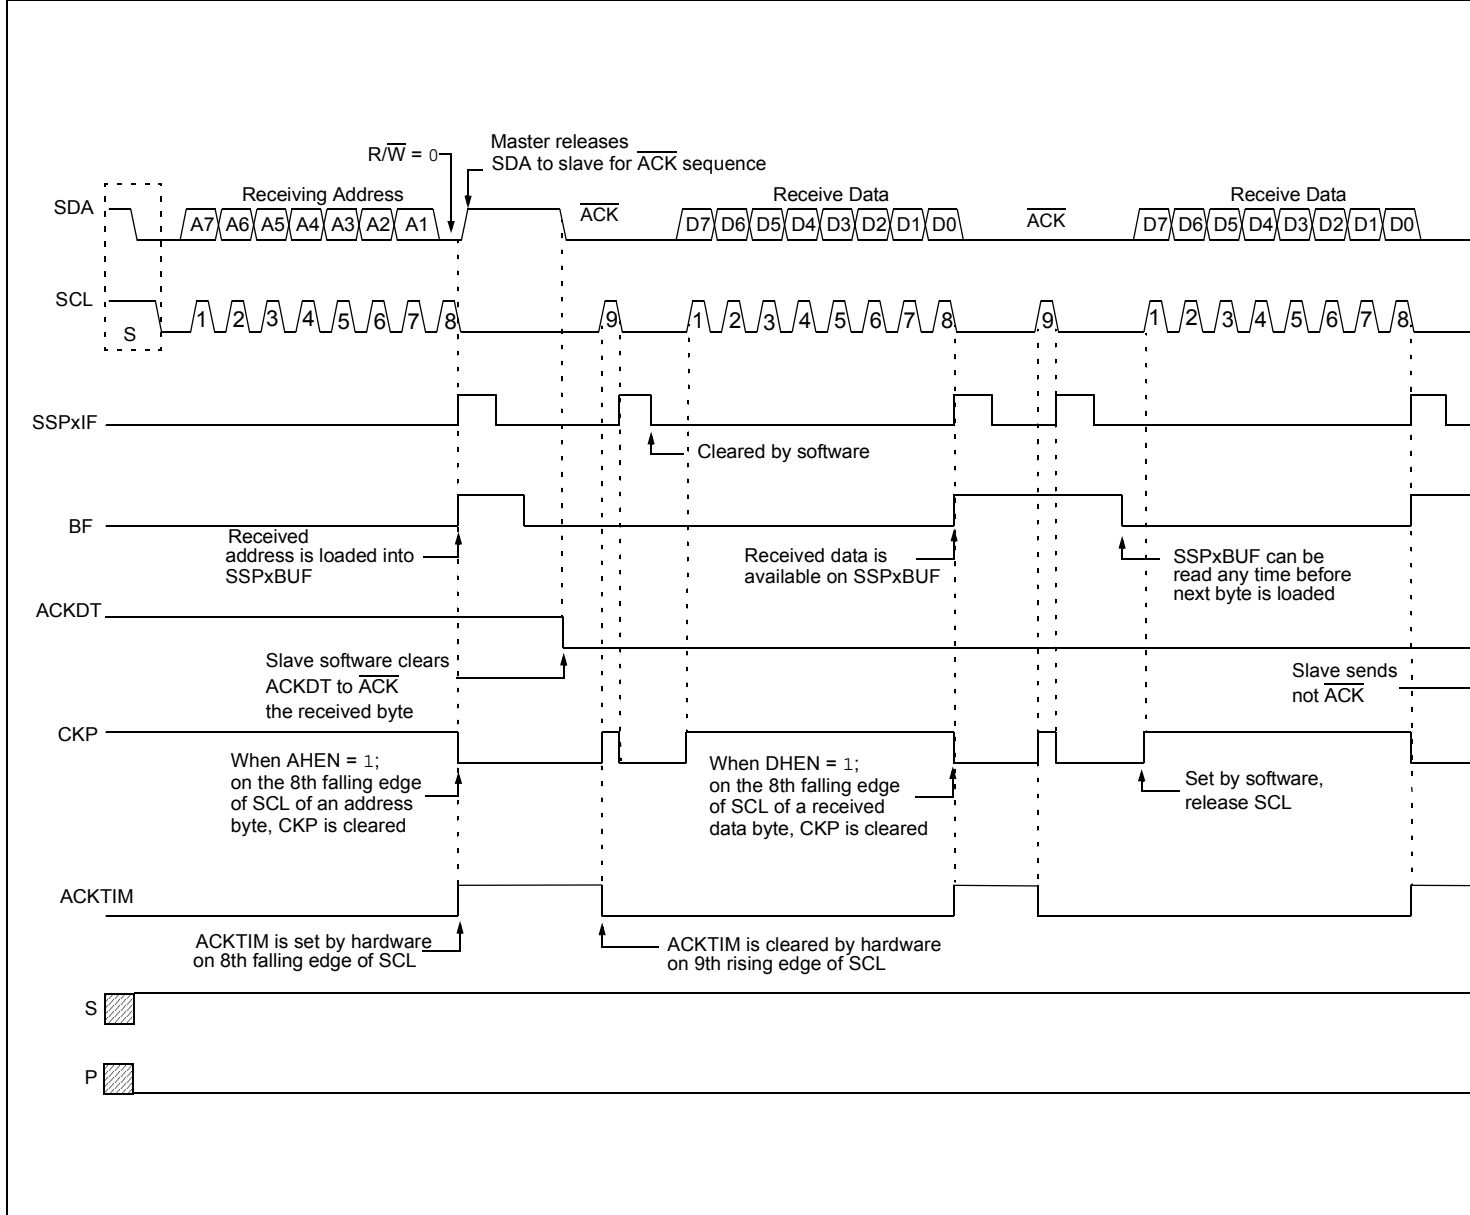 Master releases
R/W̅ = 0
SDA to slave for A̅C̅K̅ sequence
Receiving Address
Receive Data
Receive Data
SDA
A7 A6 A5 A4 A3 A2 A1
A̅C̅K̅
D7 D6 D5 D4 D3 D2 D1 D0
A̅C̅K̅
D7 D6 D5 D4 D3 D2 D1 D0
SCL
S
1 2 3 4 5 6 7 8
9
1 2 3 4 5 6 7 8
9
1 2 3 4 5 6 7 8
SSPxIF
Cleared by software
BF
Received
address is loaded into
SSPxBUF
Received data is
available on SSPxBUF
SSPxBUF can be
read any time before
next byte is loaded
ACKDT
Slave software clears
ACKDT to A̅C̅K̅
the received byte
Slave sends
not A̅C̅K̅
CKP
When AHEN = 1;
on the 8th falling edge
of SCL of an address
byte, CKP is cleared
When DHEN = 1;
on the 8th falling edge
of SCL of a received
data byte, CKP is cleared
Set by software,
release SCL
ACKTIM
ACKTIM is set by hardware
on 8th falling edge of SCL
ACKTIM is cleared by hardware
on 9th rising edge of SCL
S
P